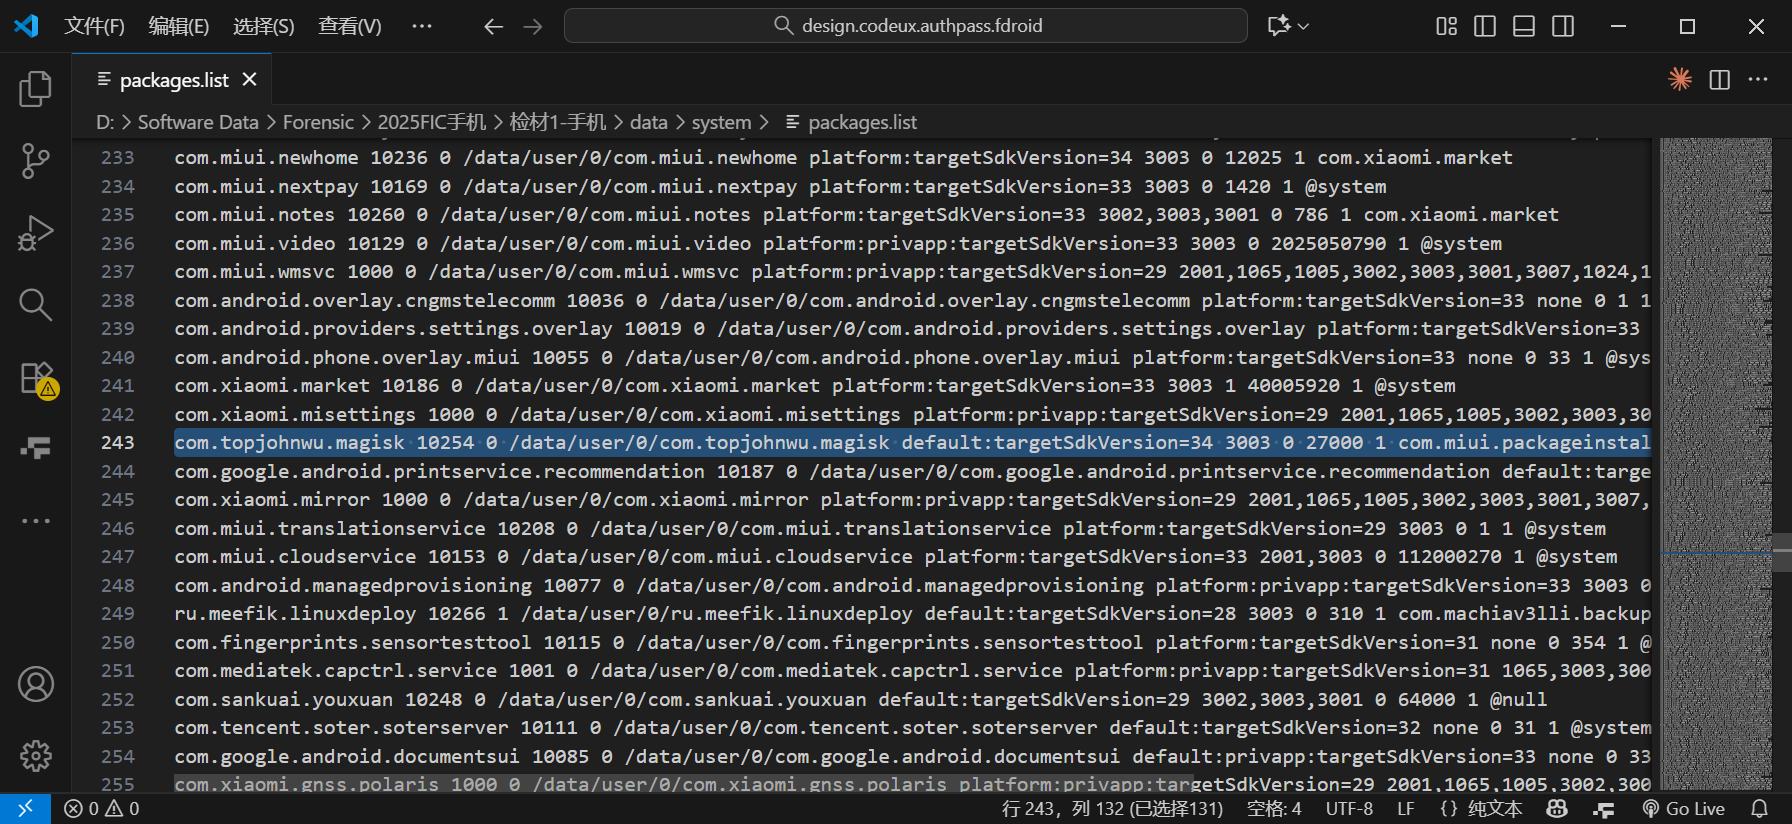 文件(F) 编辑(E) 选择(S) 查看(V) ··· design.codeux.authpass.fdroid
packages.list
D: > Software Data > Forensic > 2025FIC手机 > 检材1-手机 > data > system > packages.list
233 com.miui.newhome 10236 0 /data/user/0/com.miui.newhome platform:targetSdkVersion=34 3003 0 12025 1 com.xiaomi.market
234 com.miui.nextpay 10169 0 /data/user/0/com.miui.nextpay platform:targetSdkVersion=33 3003 0 1420 1 @system
235 com.miui.notes 10260 0 /data/user/0/com.miui.notes platform:targetSdkVersion=33 3002,3003,3001 0 786 1 com.xiaomi.market
236 com.miui.video 10129 0 /data/user/0/com.miui.video platform:privapp:targetSdkVersion=33 3003 0 2025050790 1 @system
237 com.miui.wmsvc 1000 0 /data/user/0/com.miui.wmsvc platform:privapp:targetSdkVersion=29 2001,1065,1005,3002,3003,3001,3007,1024,1
238 com.android.overlay.cngmstelecomm 10036 0 /data/user/0/com.android.overlay.cngmstelecomm platform:targetSdkVersion=33 none 0 1 1
239 com.android.providers.settings.overlay 10019 0 /data/user/0/com.android.providers.settings.overlay platform:targetSdkVersion=33
240 com.android.phone.overlay.miui 10055 0 /data/user/0/com.android.phone.overlay.miui platform:targetSdkVersion=33 none 0 33 1 @sys
241 com.xiaomi.market 10186 0 /data/user/0/com.xiaomi.market platform:targetSdkVersion=33 3003 1 40005920 1 @system
242 com.xiaomi.misettings 1000 0 /data/user/0/com.xiaomi.misettings platform:privapp:targetSdkVersion=29 2001,1065,1005,3002,3003,30
243 com.topjohnwu.magisk 10254 0 /data/user/0/com.topjohnwu.magisk default:targetSdkVersion=34 3003 0 27000 1 com.miui.packageinstal
244 com.google.android.printservice.recommendation 10187 0 /data/user/0/com.google.android.printservice.recommendation default:targe
245 com.xiaomi.mirror 1000 0 /data/user/0/com.xiaomi.mirror platform:privapp:targetSdkVersion=29 2001,1065,1005,3002,3003,3001,3007,
246 com.miui.translationservice 10208 0 /data/user/0/com.miui.translationservice platform:targetSdkVersion=29 3003 0 1 1 @system
247 com.miui.cloudservice 10153 0 /data/user/0/com.miui.cloudservice platform:targetSdkVersion=33 2001,3003 0 112000270 1 @system
248 com.android.managedprovisioning 10077 0 /data/user/0/com.android.managedprovisioning platform:privapp:targetSdkVersion=33 3003 0
249 ru.meefik.linuxdeploy 10266 1 /data/user/0/ru.meefik.linuxdeploy default:targetSdkVersion=28 3003 0 310 1 com.machiav3lli.backup
250 com.fingerprints.sensortesttool 10115 0 /data/user/0/com.fingerprints.sensortesttool platform:targetSdkVersion=31 none 0 354 1 @
251 com.mediatek.capctrl.service 1001 0 /data/user/0/com.mediatek.capctrl.service platform:privapp:targetSdkVersion=31 1065,3003,300
252 com.sankuai.youxuan 10248 0 /data/user/0/com.sankuai.youxuan default:targetSdkVersion=29 3002,3003,3001 0 64000 1 @null
253 com.tencent.soter.soterserver 10111 0 /data/user/0/com.tencent.soter.soterserver default:targetSdkVersion=32 none 0 31 1 @system
254 com.google.android.documentsui 10085 0 /data/user/0/com.google.android.documentsui default:privapp:targetSdkVersion=33 none 0 33
255 com.xiaomi.gnss.polaris 1000 0 /data/user/0/com.xiaomi.gnss.polaris platform:privapp:targetSdkVersion=29 2001,1065,1005,3002,300
0 0 行 243，列 132 (已选择131) 空格: 4 UTF-8 LF {} 纯文本 Go Live